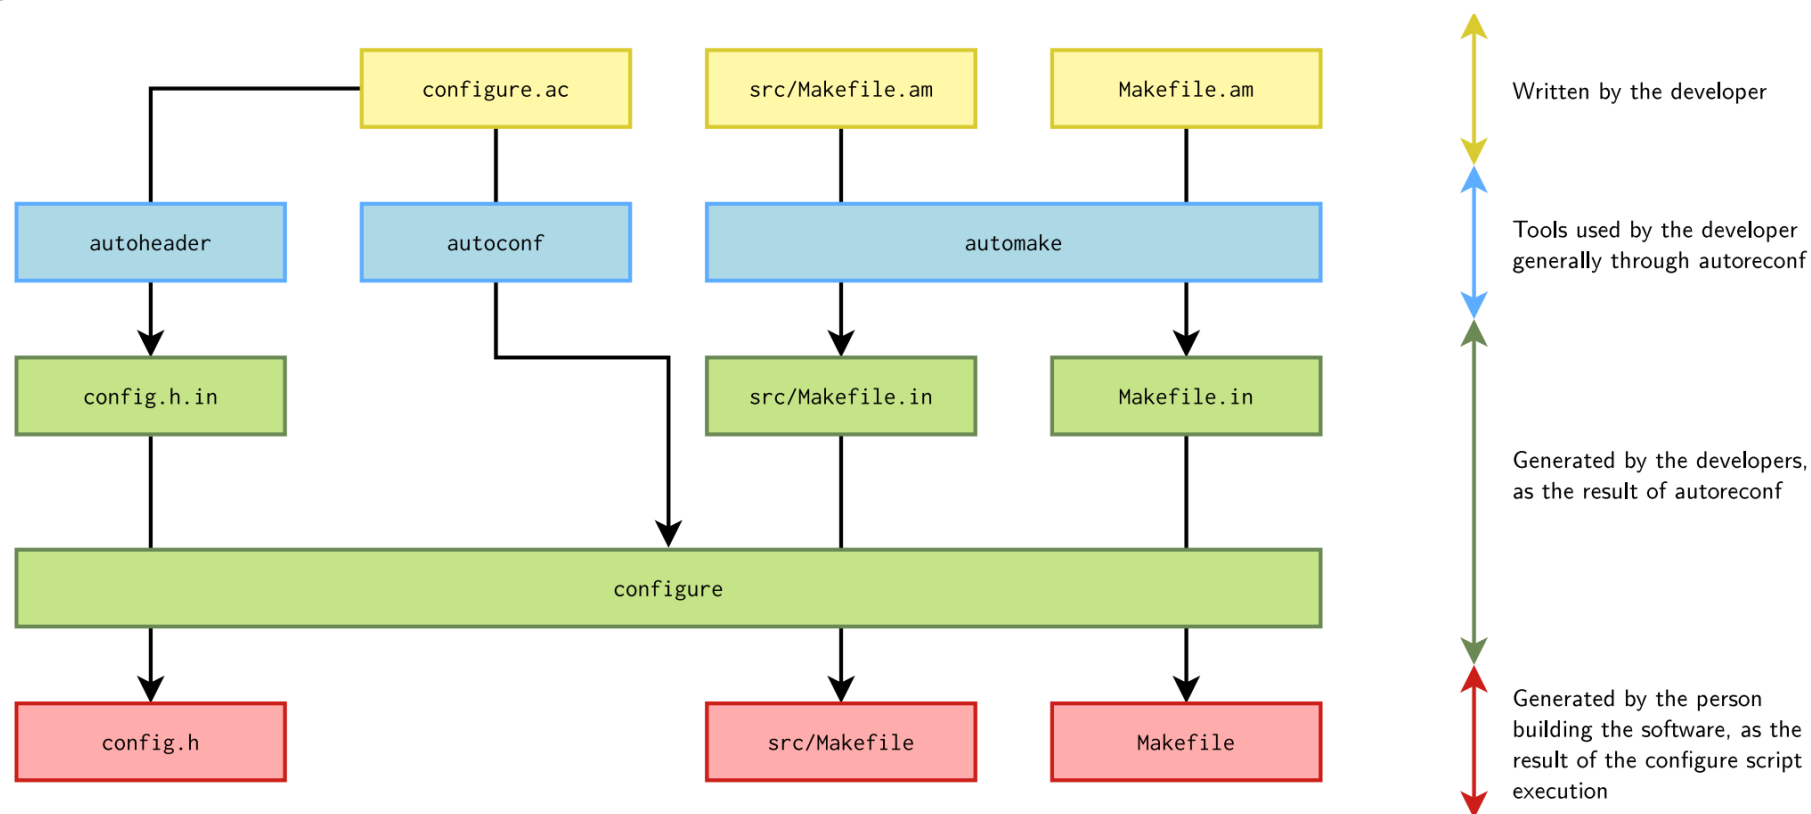 configure.ac
src/Makefile.am
Makefile.am
Written by the developer
autoheader
autoconf
automake
Tools used by the developer
generally through autoreconf
config.h.in
src/Makefile.in
Makefile.in
Generated by the developers,
as the result of autoreconf
configure
config.h
src/Makefile
Makefile
Generated by the person
building the software, as the
result of the configure script
execution